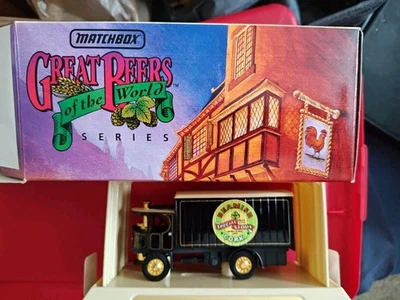 MATCHBOX
GREAT BEERS
of the World
SERIES
BEAMISH
CORK